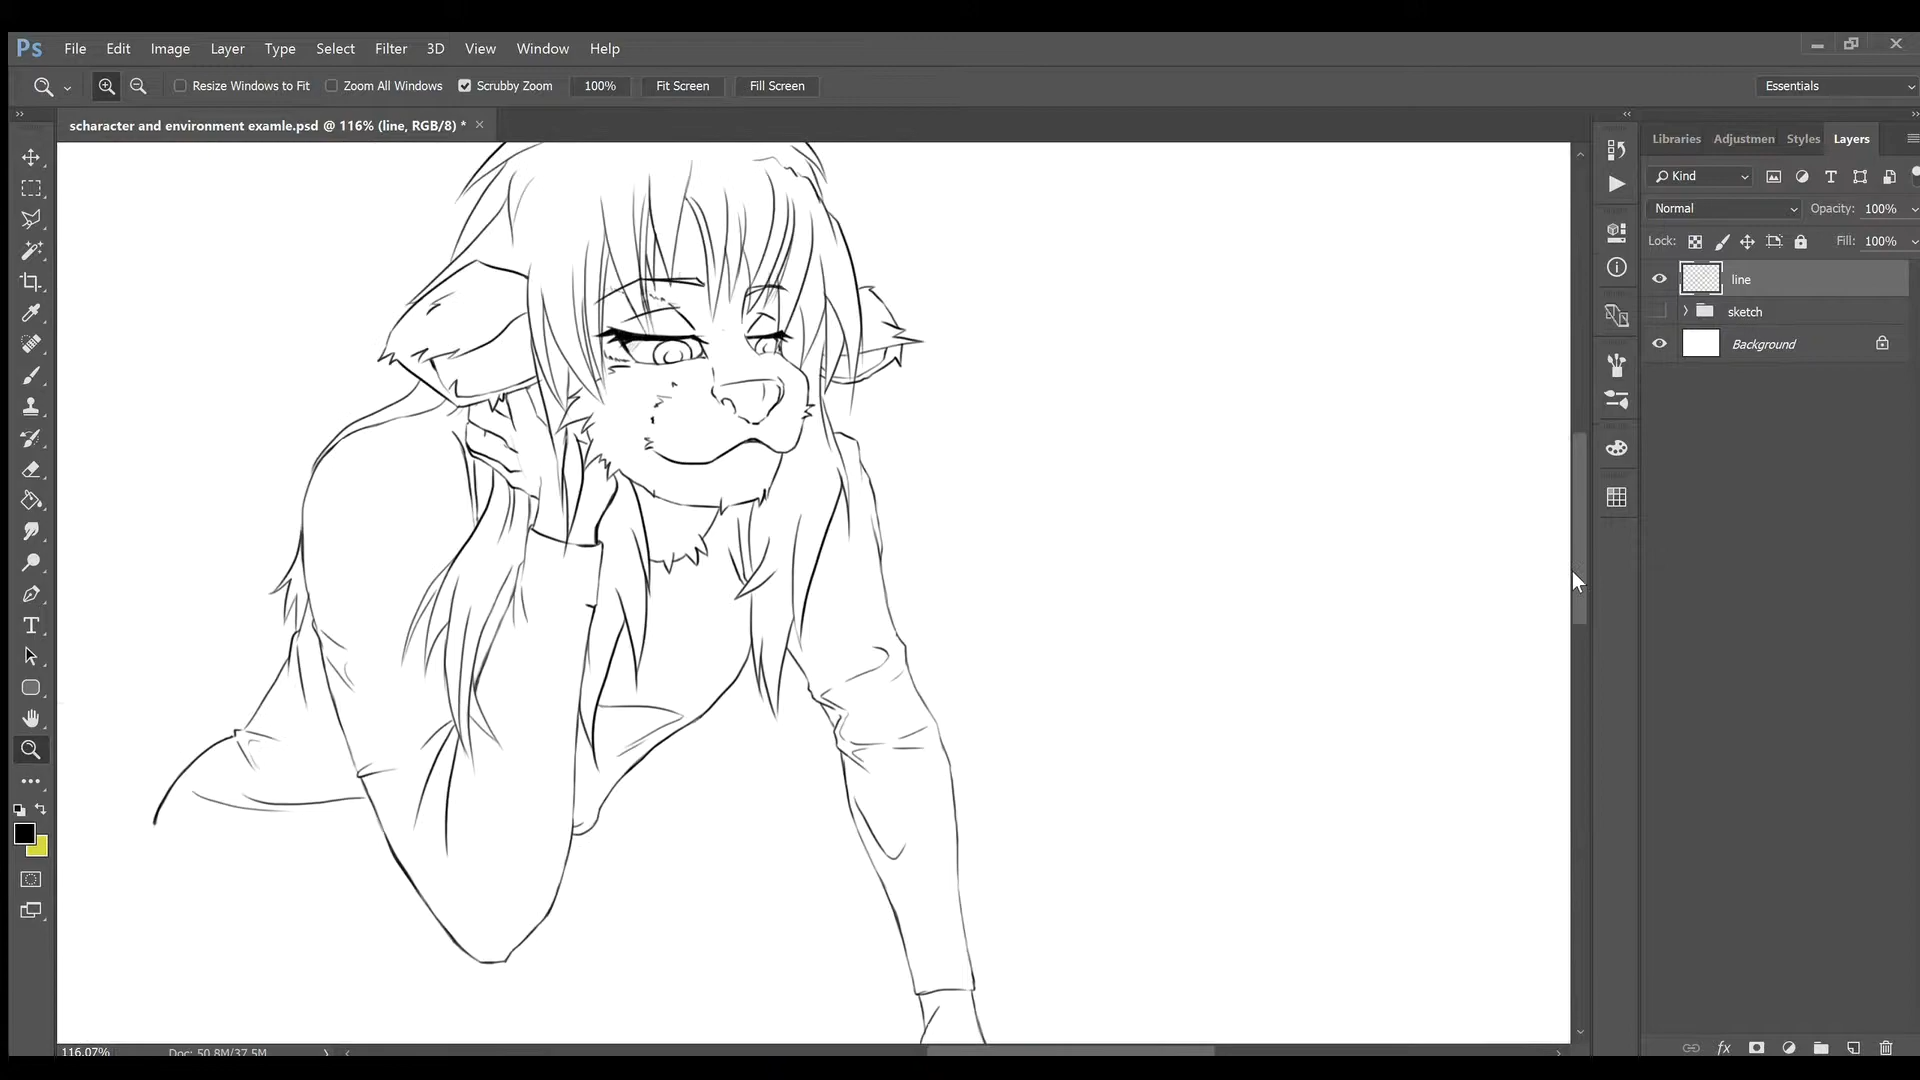 Ps File Edit Image Layer Type Select Filter 3D View Window Help
Resize Windows to Fit Zoom All Windows Scrubby Zoom 100% Fit Screen Fill Screen Essentials
scharacter and environment examle.psd @ 116% (line, RGB/8) *
Libraries Adjustmen Styles Layers
Kind
Normal Opacity: 100%
Lock: Fill: 100%
line
sketch
Background
116.07% Doc: 50.8M/37.5M
fx